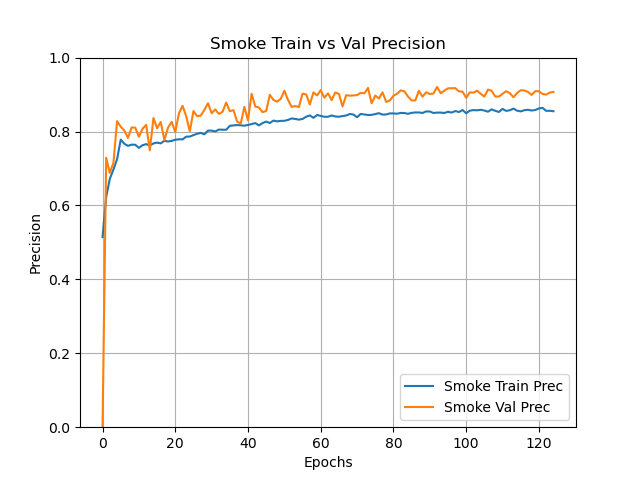 Smoke Train vs Val Precision
1.0
0.8
0.6
0.4
0.2
0.0
Precision
0 20 40 60 80 100 120
Epochs
Smoke Train Prec
Smoke Val Prec